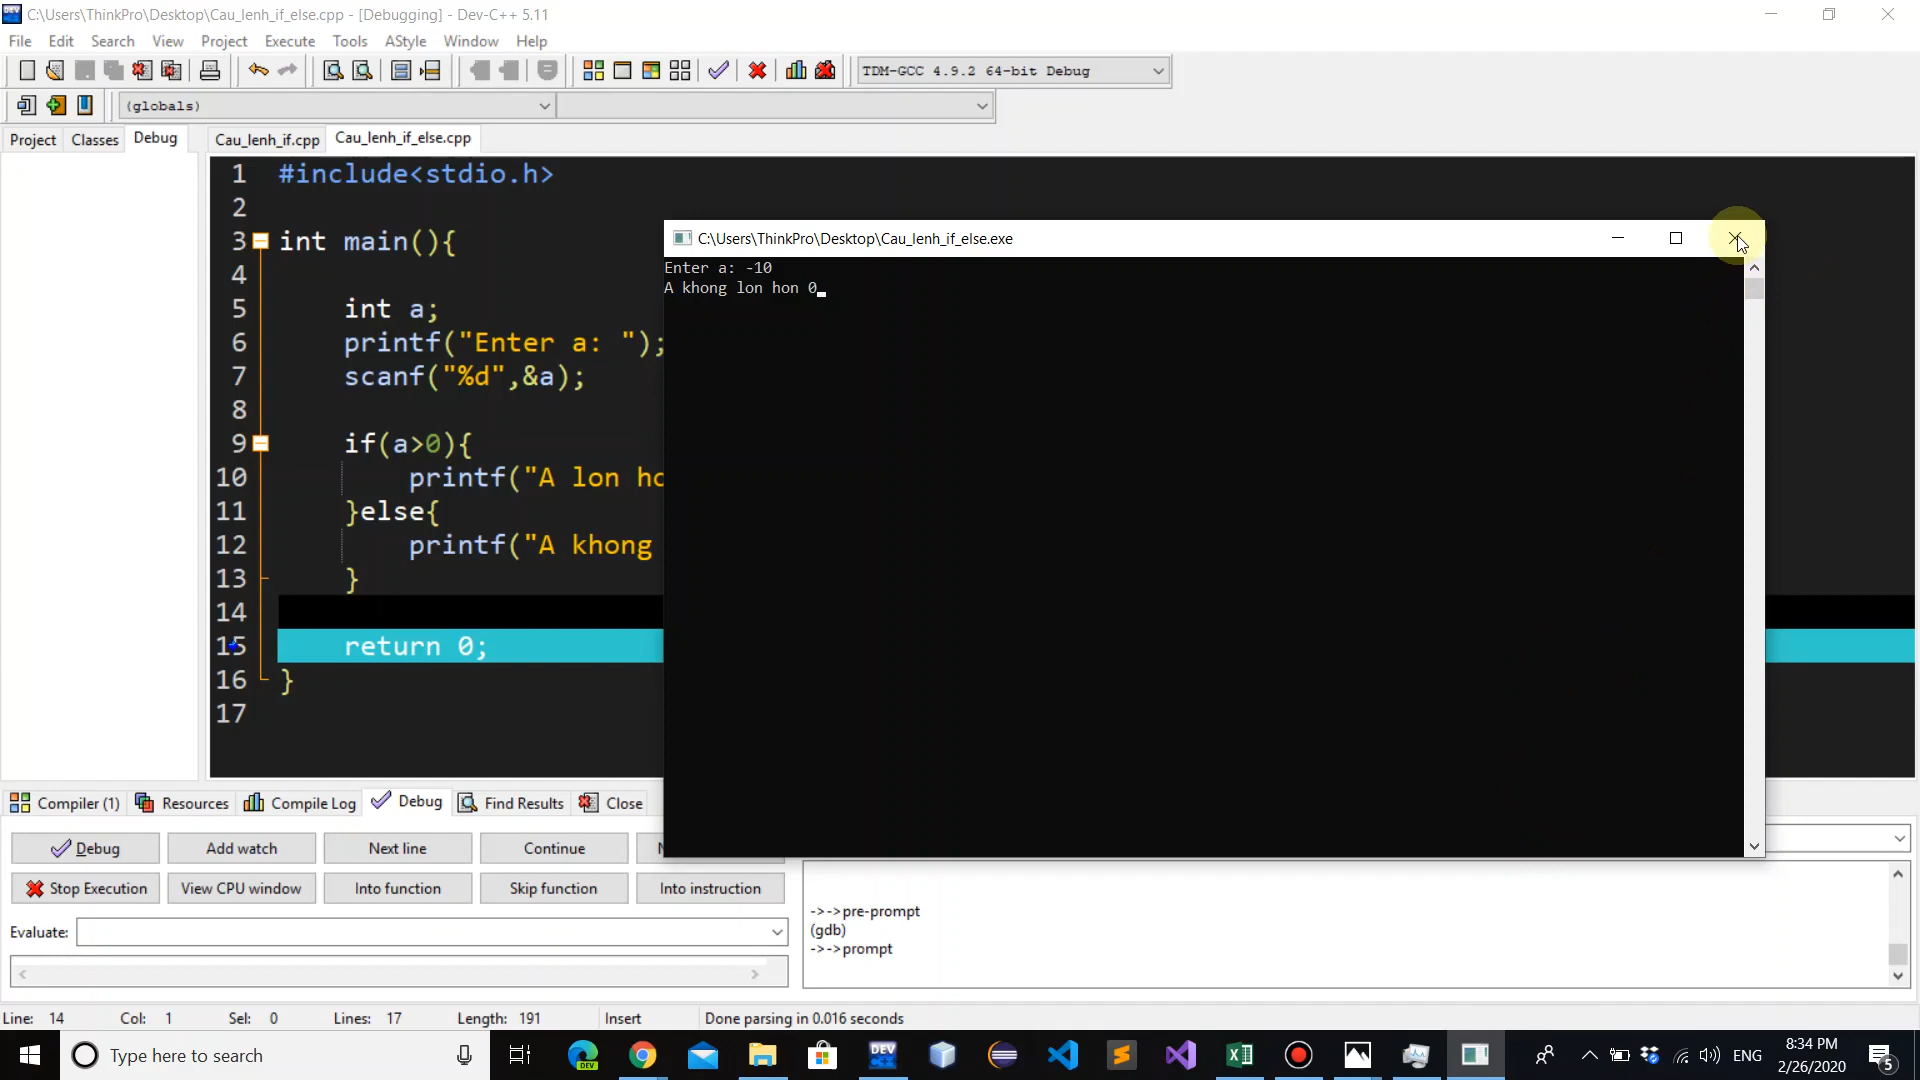 C:\Users\ThinkPro\Desktop\Cau_lenh_if_else.cpp - [Debugging] - Dev-C++ 5.11
File Edit Search View Project Execute Tools AStyle Window Help
TDM-GCC 4.9.2 64-bit Debug
(globals)
Project Classes Debug Cau_lenh_if.cpp Cau_lenh_if_else.cpp
1 #include<stdio.h>
2
3 int main(){
4
5 int a;
6 printf("Enter a: ");
7 scanf("%d",&a);
8
9 if(a>0){
10 printf("A lon ho
11 }else{
12 printf("A khong
13 }
14
15 return 0;
16 }
17
C:\Users\ThinkPro\Desktop\Cau_lenh_if_else.exe
Enter a: -10
A khong lon hon 0
Compiler (1) Resources Compile Log Debug Find Results Close
Debug Add watch Next line Continue
Stop Execution View CPU window Into function Skip function Into instruction
Evaluate:
->->pre-prompt
(gdb)
->->prompt
Line: 14 Col: 1 Sel: 0 Lines: 17 Length: 191 Insert Done parsing in 0.016 seconds
Type here to search
DEV
DEV
ENG
8:34 PM
2/26/2020
5